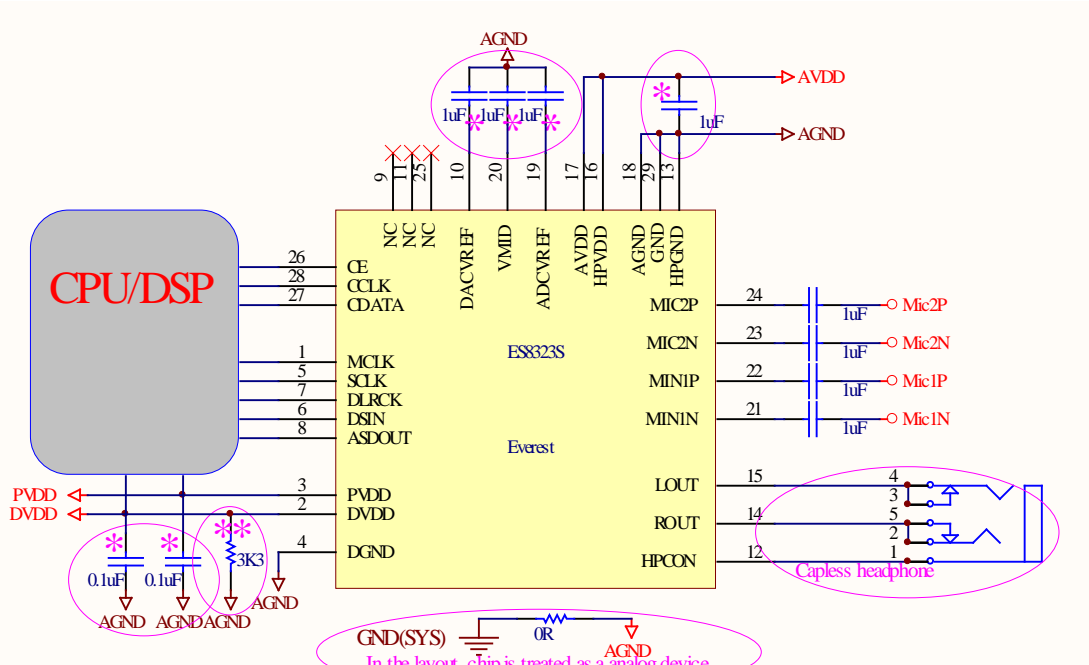 AGND
AVDD
1uF 1uF 1uF
1uF
AGND
9 11 25 10 20 19 17 16 18 29 13
NC NC NC DACVREF VMID ADCVREF AVDD HPVDD AGND GND HPGND
CPU/DSP
26 CE
28 CCLK
27 CDATA
1 MCLK
5 SCLK
7 DLRCK
6 DSIN
8 ASDOUT
3 PVDD
2 DVDD
4 DGND
ES8323S
Everest
MIC2P 24 1uF Mic2P
MIC2N 23 1uF Mic2N
MIN1P 22 1uF Mic1P
MIN1N 21 1uF Mic1N
LOUT 15 4
3
ROUT 14 5
2
HPCON 12 1
Capless headphone
PVDD
DVDD
0.1uF 0.1uF 3K3
AGND AGND AGND AGND
GND(SYS) 0R AGND
In the layout, chip is treated as a analog device